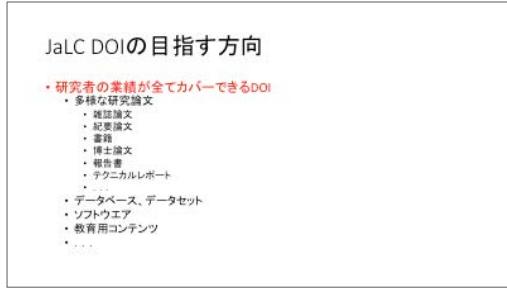 JaLC DOIの目指す方向
• 研究者の業績が全てカバーできるDOI
• 多様な研究論文
• 雑誌論文
• 紀要論文
• 書籍
• 博士論文
• 報告書
• テクニカルレポート
• . . .
• データベース、データセット
• ソフトウエア
• 教育用コンテンツ
• . . .